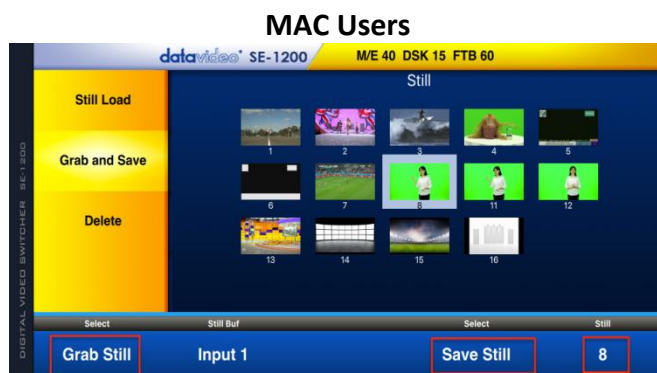 MAC Users
datavideo® SE-1200
M/E 40 DSK 15 FTB 60
DIGITAL VIDEO SWITCHER SE-1200
Still Load
Grab and Save
Delete
Still
1
2
3
4
5
6
7
8
11
12
13
14
15
16
Select
Still Buf
Select
Still
Grab Still
Input 1
Save Still
8